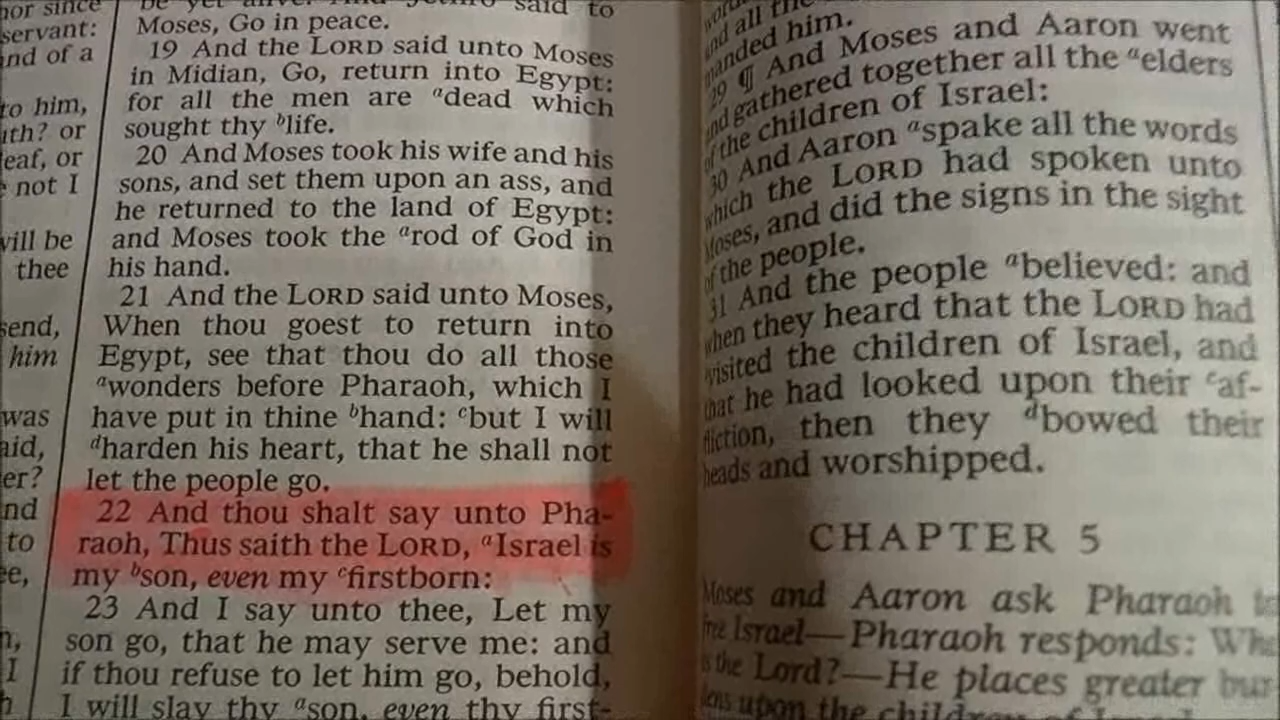 nor since
servant:
and of a
to him,
uth? or
leaf, or
e not I
will be
thee
send,
him
was
aid,
er?
nd
to
ee,
n,
I
h
be yet alive. And Jethro said to
Moses, Go in peace.
19 And the LORD said unto Moses
in Midian, Go, return into Egypt:
for all the men are ᵃdead which
sought thy ᵇlife.
20 And Moses took his wife and his
sons, and set them upon an ass, and
he returned to the land of Egypt:
and Moses took the ᵃrod of God in
his hand.
21 And the LORD said unto Moses,
When thou goest to return into
Egypt, see that thou do all those
ᵃwonders before Pharaoh, which I
have put in thine ᵇhand: ᶜbut I will
ᵈharden his heart, that he shall not
let the people go.
22 And thou shalt say unto Pha-
raoh, Thus saith the LORD, ᵃIsrael is
my ᵇson, even my ᶜfirstborn:
23 And I say unto thee, Let my
son go, that he may serve me: and
if thou refuse to let him go, behold,
I will slay thy ᵃson, even thy first-
and all the
manded him.
29 ¶ And Moses and Aaron went
and gathered together all the ᵃelders
of the children of Israel:
30 And Aaron ᵃspake all the words
which the LORD had spoken unto
Moses, and did the signs in the sight
of the people.
31 And the people ᵃbelieved: and
when they heard that the LORD had
visited the children of Israel, and
that he had looked upon their ᶜaf-
fliction, then they ᵈbowed their
heads and worshipped.
CHAPTER 5
Moses and Aaron ask Pharaoh to
free Israel—Pharaoh responds: Who
is the Lord?—He places greater bur-
dens upon the children of Israel